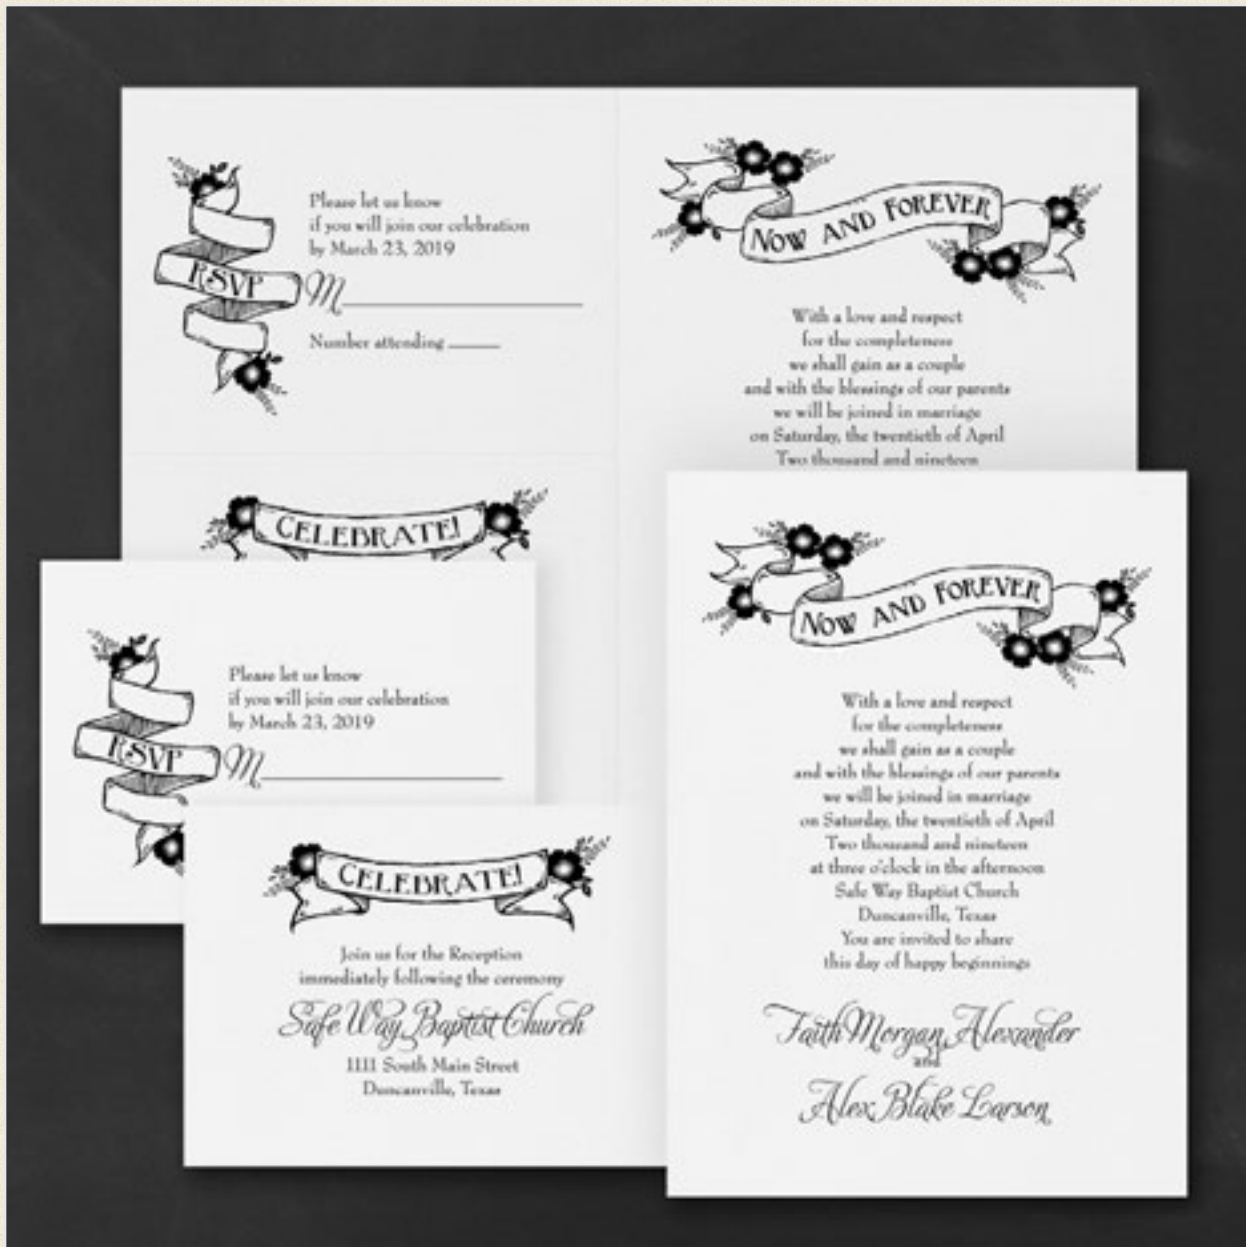 RSVP
Please let us know
if you will join our celebration
by March 23, 2019
M
Number attending
NOW AND FOREVER
With a love and respect
for the completeness
we shall gain as a couple
and with the blessings of our parents
we will be joined in marriage
on Saturday, the twentieth of April
Two thousand and nineteen
CELEBRATE!
RSVP
Please let us know
if you will join our celebration
by March 23, 2019
M
CELEBRATE!
Join us for the Reception
immediately following the ceremony
Safe Way Baptist Church
1111 South Main Street
Duncanville, Texas
NOW AND FOREVER
With a love and respect
for the completeness
we shall gain as a couple
and with the blessings of our parents
we will be joined in marriage
on Saturday, the twentieth of April
Two thousand and nineteen
at three o'clock in the afternoon
Safe Way Baptist Church
Duncanville, Texas
You are invited to share
this day of happy beginnings
Faith Morgan Alexander
and
Alex Blake Larson